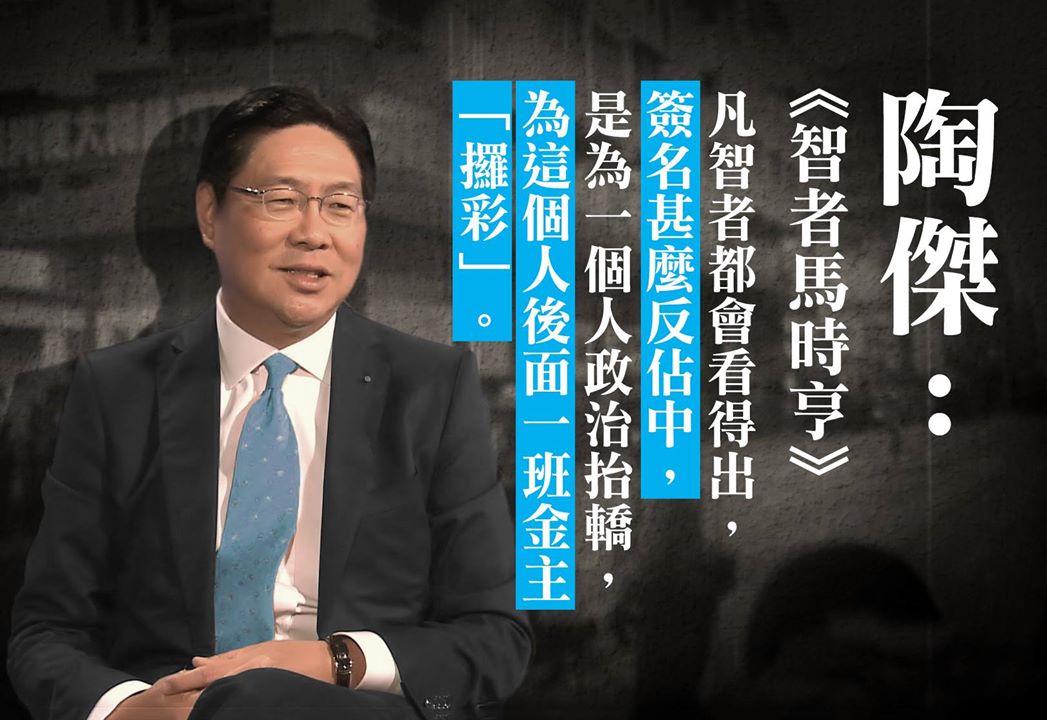 陶傑：
《智者馬時亨》
凡智者都會看得出，
簽名甚麼反佔中，
是為一個人政治抬轎，
為這個人後面一班金主
「攞彩」。